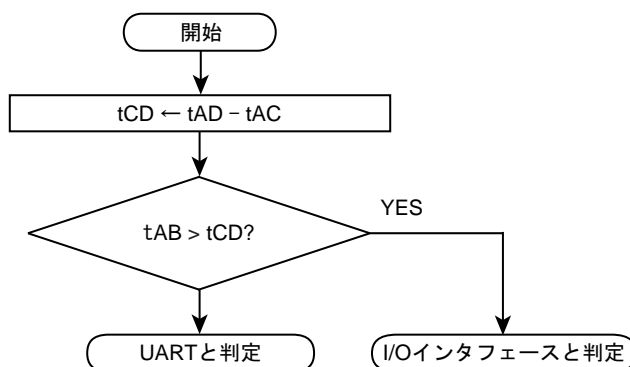 開始
tCD ← tAD − tAC
tAB > tCD?
YES
UARTと判定
I/Oインタフェースと判定